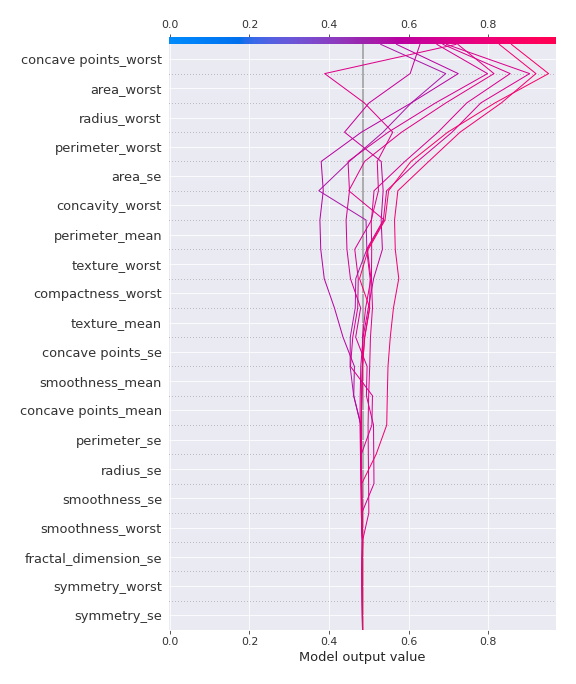 0.0 0.2 0.4 0.6 0.8
concave points_worst
area_worst
radius_worst
perimeter_worst
area_se
concavity_worst
perimeter_mean
texture_worst
compactness_worst
texture_mean
concave points_se
smoothness_mean
concave points_mean
perimeter_se
radius_se
smoothness_se
smoothness_worst
fractal_dimension_se
symmetry_worst
symmetry_se
0.0 0.2 0.4 0.6 0.8
Model output value